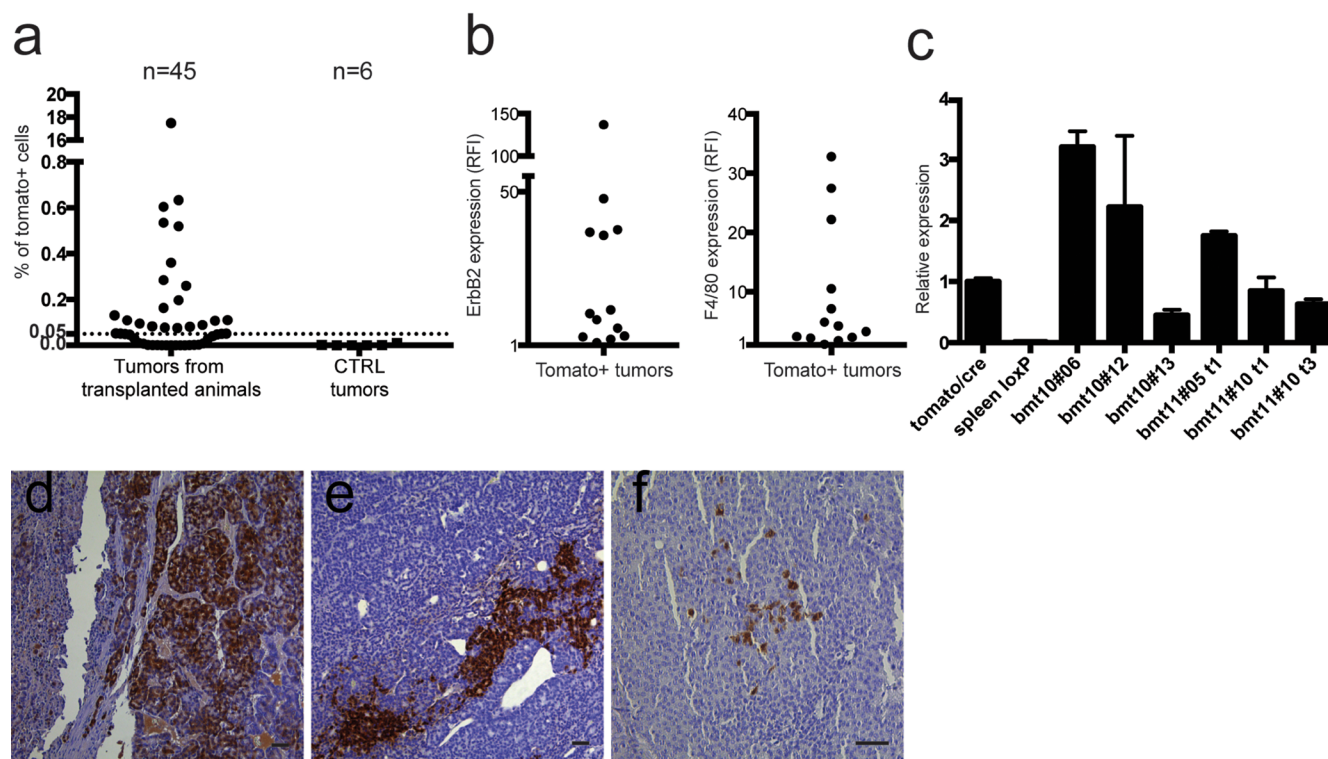 a
n=45
n=6
% of tomato+ cells
20
18
16
0.8
0.6
0.4
0.2
0.05
0.0
Tumors from
transplanted animals
CTRL
tumors
b
ErbB2 expression (RFI)
150
100
50
1
Tomato+ tumors
F4/80 expression (RFI)
40
30
20
10
1
Tomato+ tumors
c
Relative expression
4
3
2
1
0
tomato/cre
spleen loxP
bmt10#06
bmt10#12
bmt10#13
bmt11#05 t1
bmt11#10 t1
bmt11#10 t3
d
e
f